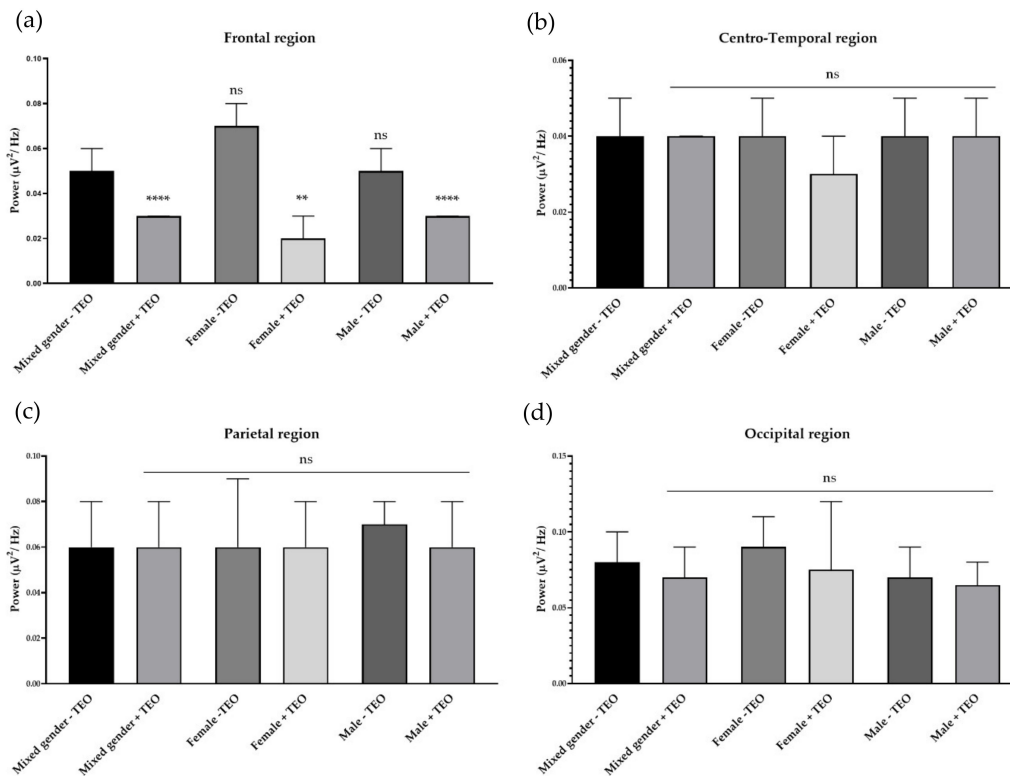 (a)
Frontal region
Power (µV²/ Hz)
0.10
0.08
0.06
0.04
0.02
0.00
ns
ns
****
**
****
Mixed gender - TEO
Mixed gender + TEO
Female -TEO
Female + TEO
Male - TEO
Male + TEO
(b)
Centro-Temporal region
Power (µV²/ Hz)
0.06
0.04
0.02
0.00
ns
Mixed gender - TEO
Mixed gender + TEO
Female -TEO
Female + TEO
Male - TEO
Male + TEO
(c)
Parietal region
Power (µV²/ Hz)
0.10
0.08
0.06
0.04
0.02
0.00
ns
Mixed gender - TEO
Mixed gender + TEO
Female -TEO
Female + TEO
Male - TEO
Male + TEO
(d)
Occipital region
Power (µV²/ Hz)
0.15
0.10
0.05
0.00
ns
Mixed gender - TEO
Mixed gender + TEO
Female -TEO
Female + TEO
Male - TEO
Male + TEO